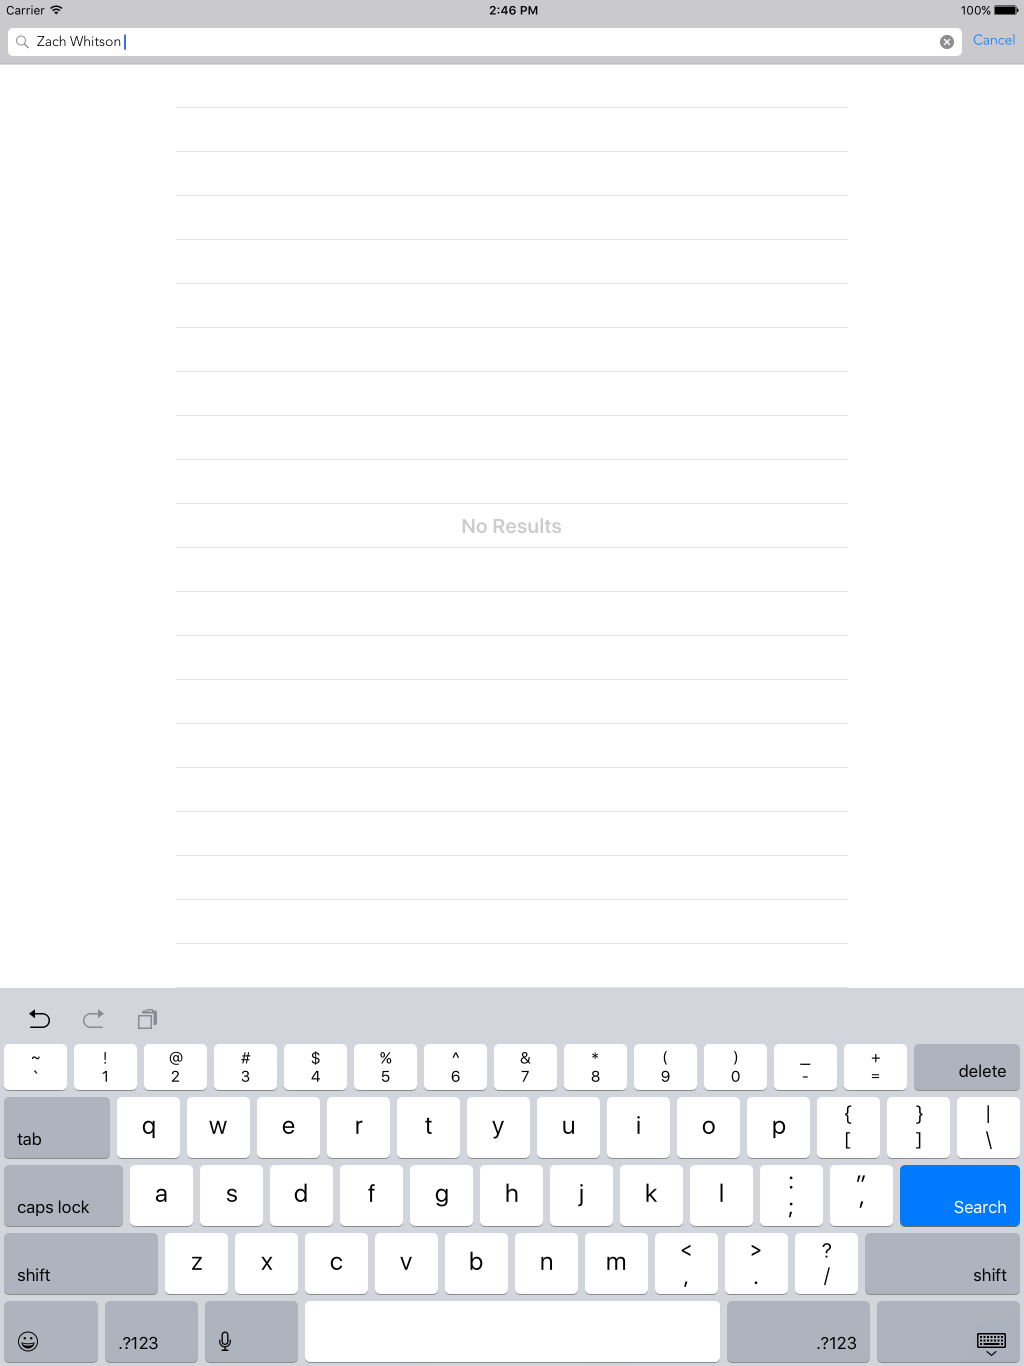 Carrier 2:46 PM 100%
Zach Whitson Cancel
No Results
~ ! @ # $ % ^ & * ( ) _ +
` 1 2 3 4 5 6 7 8 9 0 - = delete
tab q w e r t y u i o p { [ } ] | \
caps lock a s d f g h j k l : ; " ' Search
shift z x c v b n m < , > . ? / shift
.?123 .?123